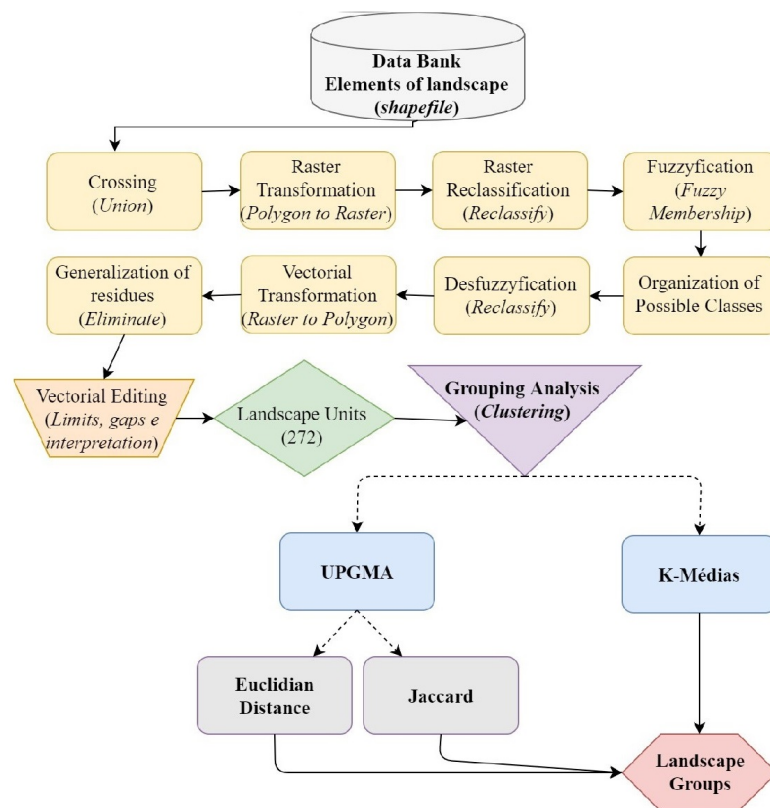 Data Bank
Elements of landscape
(shapefile)
Crossing
(Union)
Raster
Transformation
(Polygon to Raster)
Raster
Reclassification
(Reclassify)
Fuzzyfication
(Fuzzy
Membership)
Generalization of
residues
(Eliminate)
Vectorial
Transformation
(Raster to Polygon)
Desfuzzyfication
(Reclassify)
Organization of
Possible Classes
Vectorial Editing
(Limits, gaps e
interpretation)
Landscape Units
(272)
Grouping Analysis
(Clustering)
UPGMA
K-Médias
Euclidian
Distance
Jaccard
Landscape
Groups